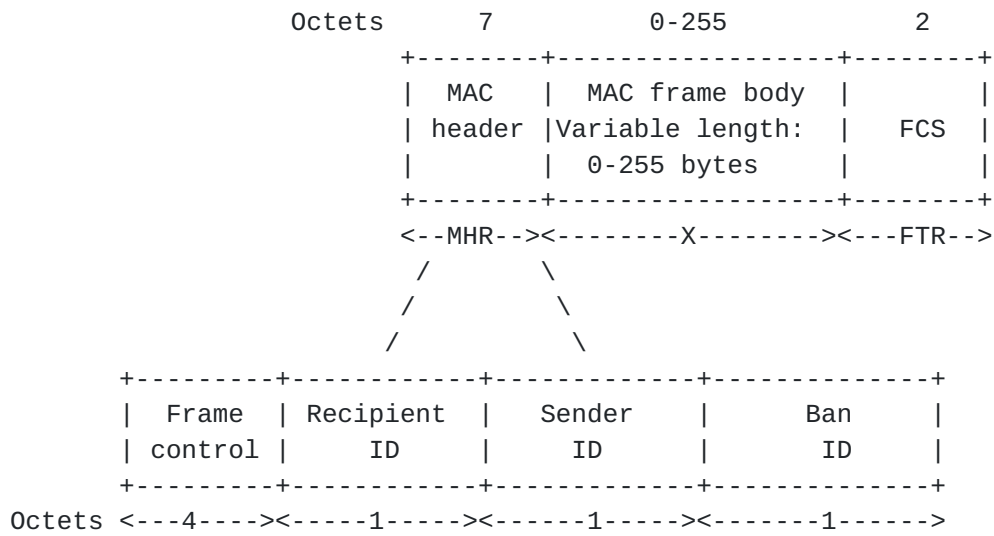 Octets      7          0-255            2
                         +--------+------------------+--------+
                         |  MAC   |  MAC frame body  |        |
                         | header |Variable length:  |   FCS  |
                         |        |  0-255 bytes     |        |
                         +--------+------------------+--------+
                         <--MHR--><--------X--------><---FTR-->
                          /       \
                         /         \
                        /           \
       +---------+------------+-------------+--------------+
       |  Frame  | Recipient  |   Sender    |      Ban     |
       | control |     ID     |     ID      |       ID     |
       +---------+------------+-------------+--------------+
Octets <---4----><-----1-----><------1-----><-------1------>